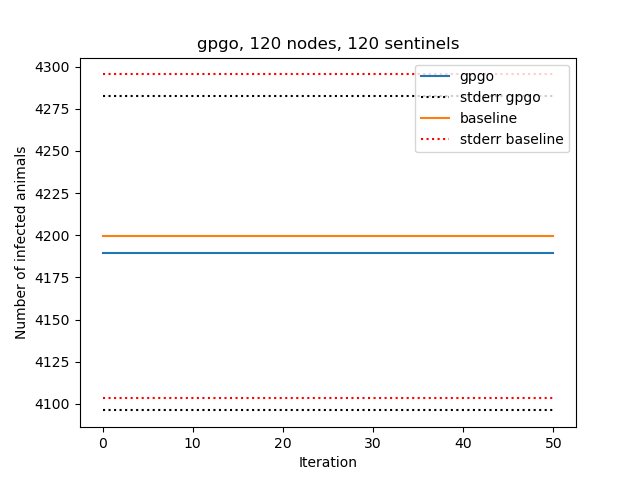 gpgo, 120 nodes, 120 sentinels
gpgo
stderr gpgo
baseline
stderr baseline
Number of infected animals
4300
4275
4250
4225
4200
4175
4150
4125
4100
0 10 20 30 40 50
Iteration